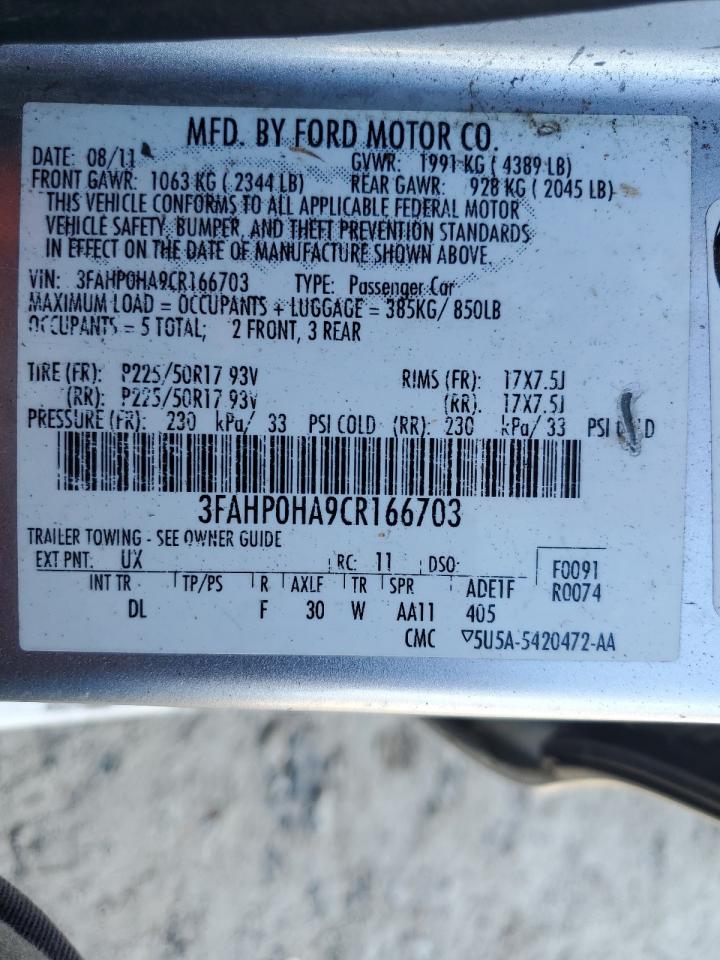 MFD. BY FORD MOTOR CO.
DATE: 08/11 GVWR: 1991 KG ( 4389 LB)
FRONT GAWR: 1063 KG ( 2344 LB) REAR GAWR: 928 KG ( 2045 LB)
THIS VEHICLE CONFORMS TO ALL APPLICABLE FEDERAL MOTOR
VEHICLE SAFETY, BUMPER, AND THEFT PREVENTION STANDARDS
IN EFFECT ON THE DATE OF MANUFACTURE SHOWN ABOVE.
VIN: 3FAHP0HA9CR166703 TYPE: Passenger Car
MAXIMUM LOAD = OCCUPANTS + LUGGAGE = 385KG/ 850LB
OCCUPANTS = 5 TOTAL; 2 FRONT, 3 REAR
TIRE (FR): P225/50R17 93V RIMS (FR): 17X7.5J
(RR): P225/50R17 93V (RR). 17X7.5J
PRESSURE (FR): 230 kPa/ 33 PSI COLD (RR): 230 kPa/ 33 PSI COLD
3FAHP0HA9CR166703
TRAILER TOWING - SEE OWNER GUIDE
EXT PNT: UX RC: 11 DSO: F0091
INT TR TP/PS R AXLF TR SPR ADE1F R0074
DL F 30 W AA11 405
CMC ▽5U5A-5420472-AA